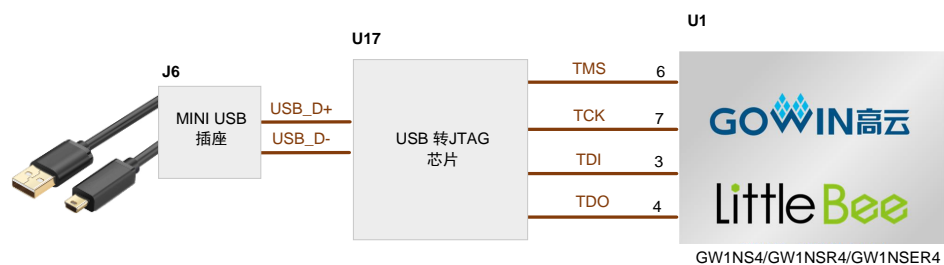 U1
U17
J6
MINI USB
插座
USB_D+
USB_D-
USB 转JTAG
芯片
TMS 6
TCK 7
TDI 3
TDO 4
GOWIN高云
LittleBee
GW1NS4/GW1NSR4/GW1NSER4